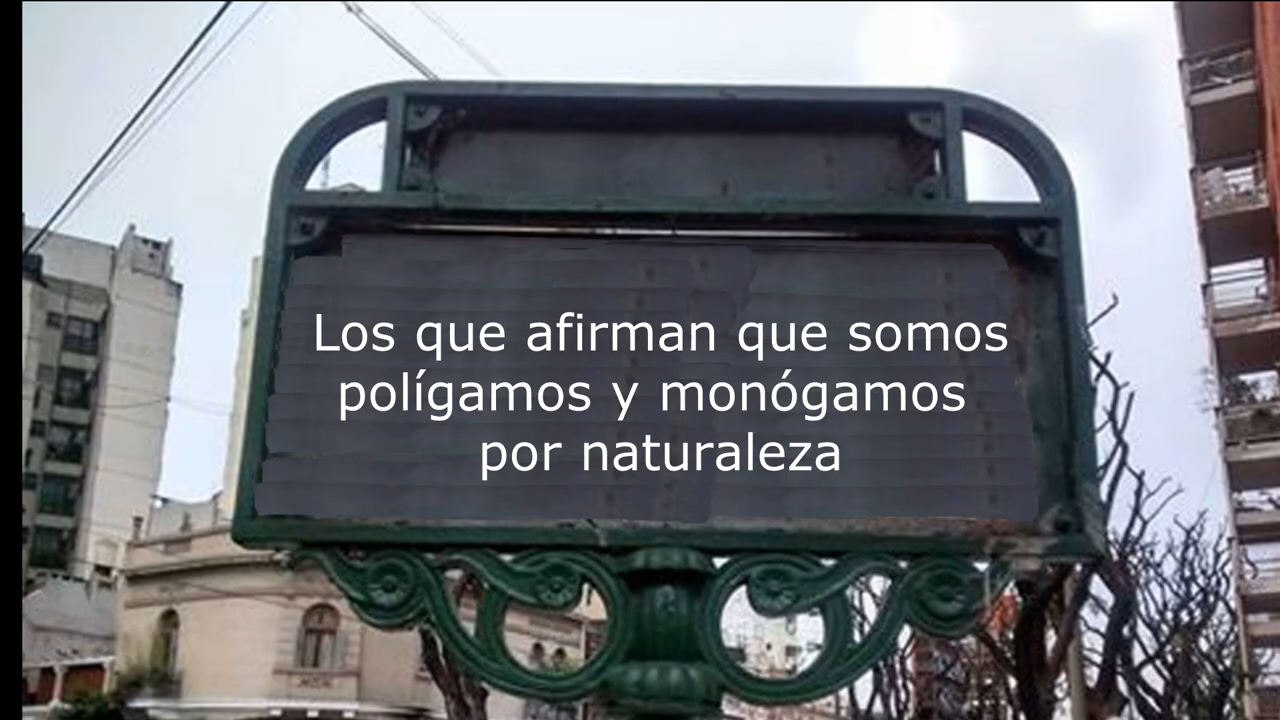 Los que afirman que somos
polígamos y monógamos
por naturaleza